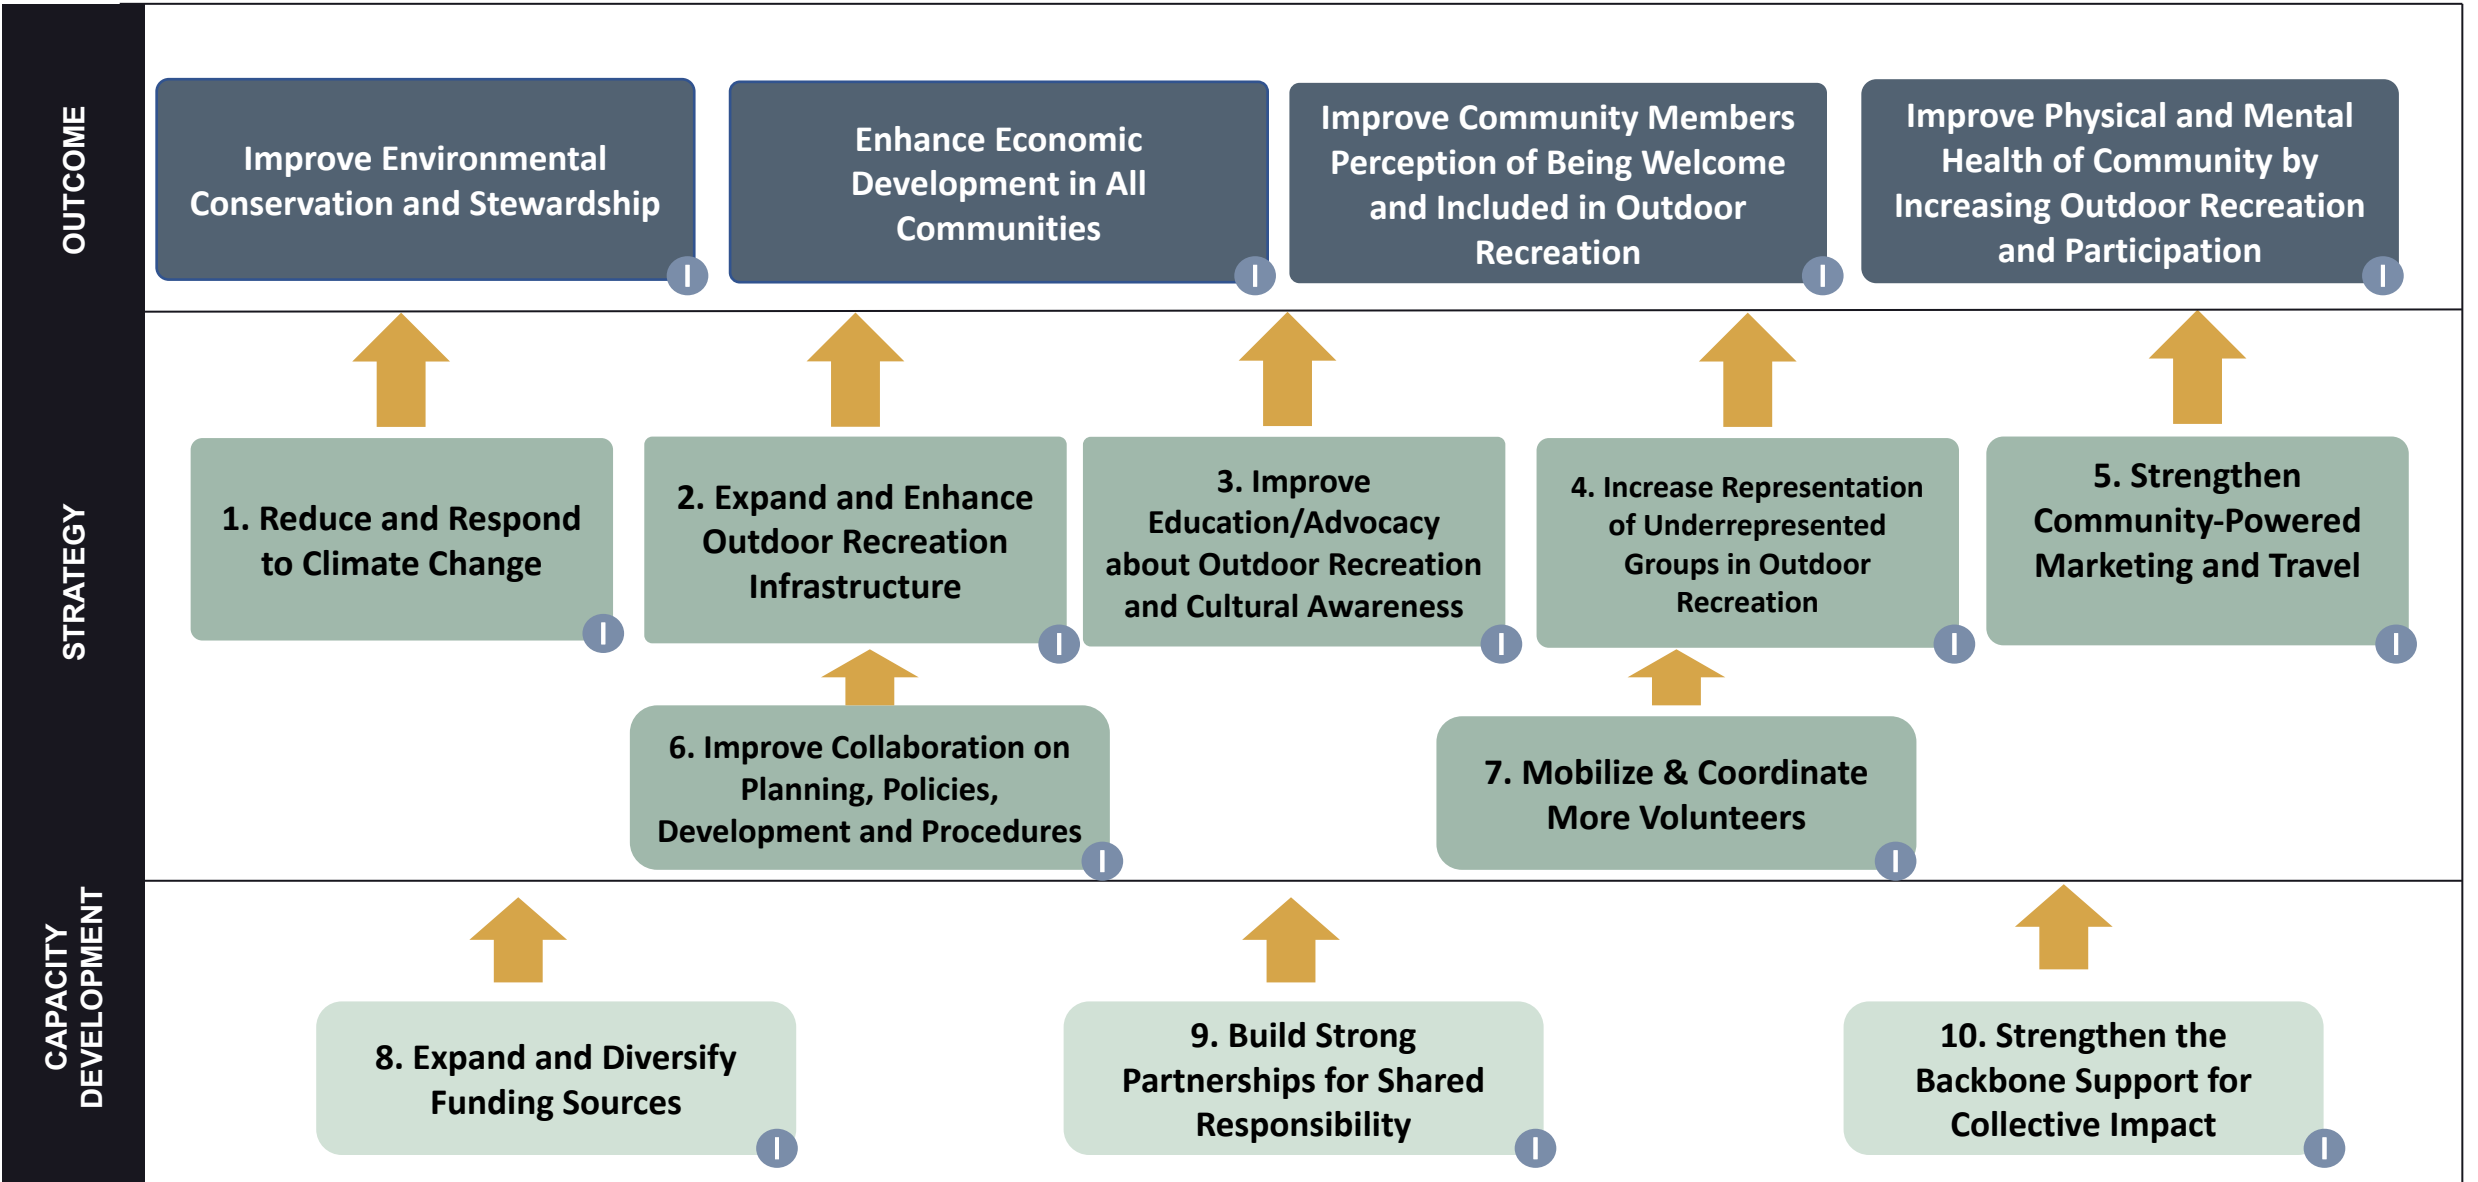 OUTCOME
Improve Environmental
Conservation and Stewardship
I
Enhance Economic
Development in All
Communities
I
Improve Community Members
Perception of Being Welcome
and Included in Outdoor
Recreation
I
Improve Physical and Mental
Health of Community by
Increasing Outdoor Recreation
and Participation
I
STRATEGY
1. Reduce and Respond
to Climate Change
I
2. Expand and Enhance
Outdoor Recreation
Infrastructure
I
3. Improve
Education/Advocacy
about Outdoor Recreation
and Cultural Awareness
I
4. Increase Representation
of Underrepresented
Groups in Outdoor
Recreation
I
5. Strengthen
Community-Powered
Marketing and Travel
I
6. Improve Collaboration on
Planning, Policies,
Development and Procedures
I
7. Mobilize & Coordinate
More Volunteers
I
CAPACITY
DEVELOPMENT
8. Expand and Diversify
Funding Sources
I
9. Build Strong
Partnerships for Shared
Responsibility
I
10. Strengthen the
Backbone Support for
Collective Impact
I